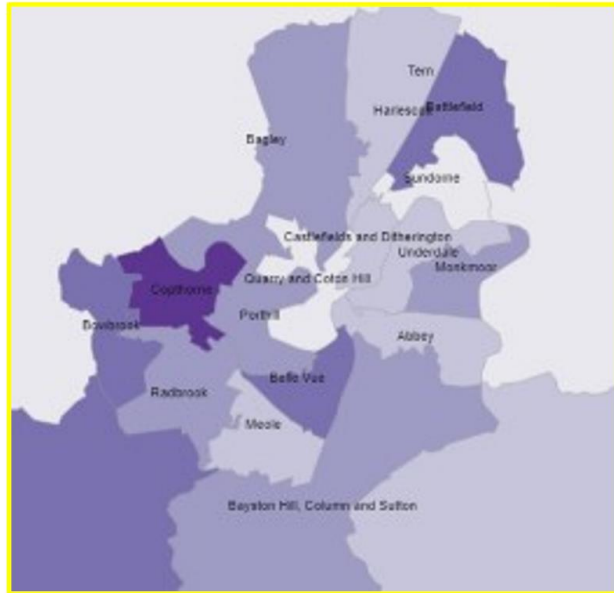 Tern
Harlescott
Battlefield
Bagley
Sundorne
Castlefields and Ditherington
Underdale
Monkmoor
Quarry and Coton Hill
Copthorne
Porthill
Bowbrook
Abbey
Belle Vue
Radbrook
Meole
Bayston Hill, Column and Sutton